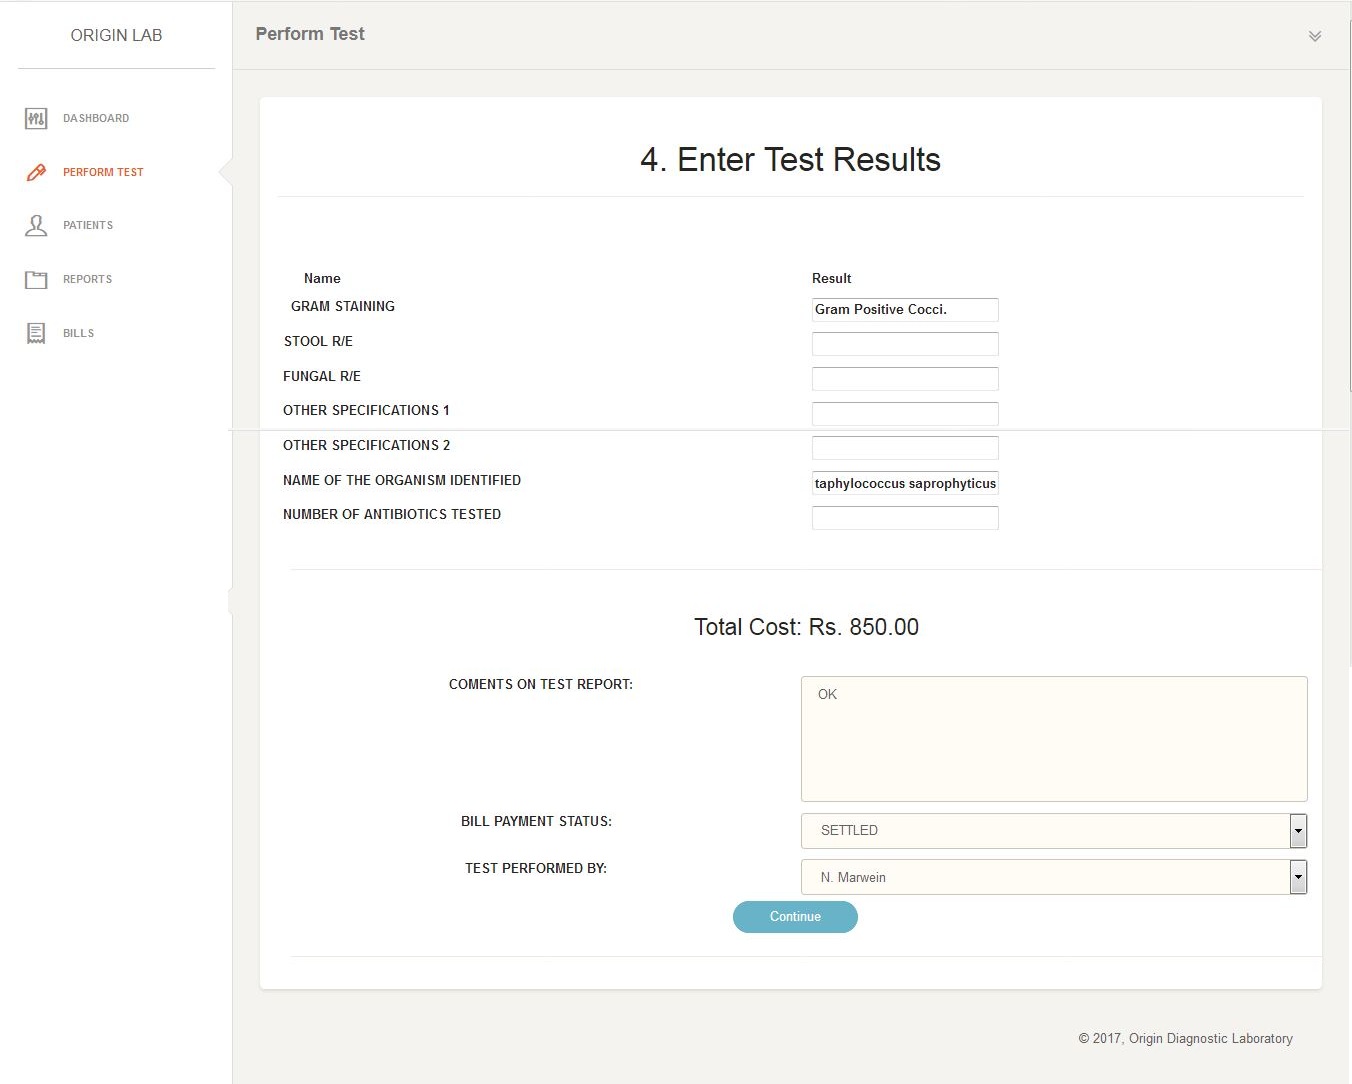 ORIGIN LAB
Perform Test
DASHBOARD
PERFORM TEST
PATIENTS
REPORTS
BILLS
4. Enter Test Results
Name Result
GRAM STAINING Gram Positive Cocci.
STOOL R/E
FUNGAL R/E
OTHER SPECIFICATIONS 1
OTHER SPECIFICATIONS 2
NAME OF THE ORGANISM IDENTIFIED taphylococcus saprophyticus
NUMBER OF ANTIBIOTICS TESTED
Total Cost: Rs. 850.00
COMENTS ON TEST REPORT: OK
BILL PAYMENT STATUS: SETTLED
TEST PERFORMED BY: N. Marwein
Continue
© 2017, Origin Diagnostic Laboratory